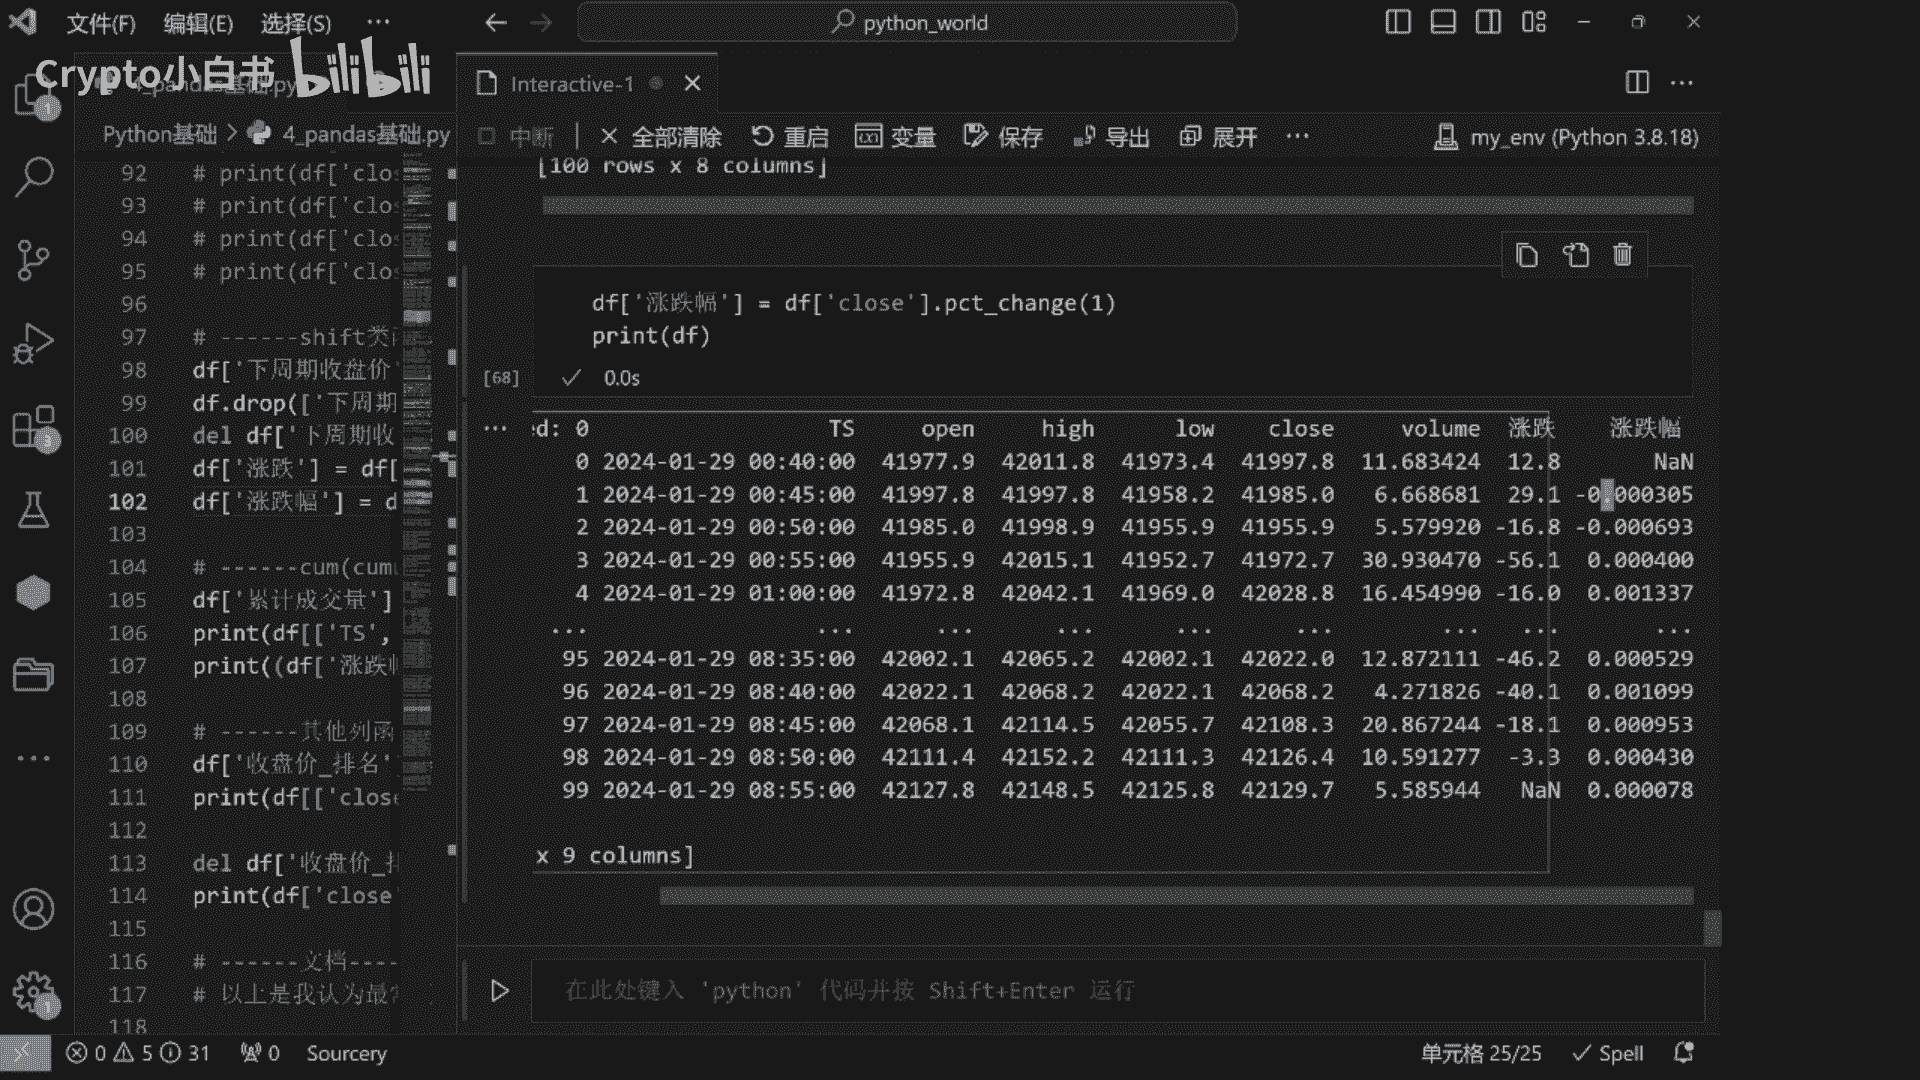 文件(F) 编辑(E) 选择(S) ··· python_world
Crypto小白书 bilibili
4_pandas基础.py Interactive-1
Python基础 > 4_pandas基础.py 中断 全部清除 重启 变量 保存 导出 展开 ··· my_env (Python 3.8.18)
92 # print(df['clo
93 # print(df['clo
94 # print(df['clo
95 # print(df['clo
96
97 # ------shift类
98 df['下周期收盘价'
99 df.drop(['下周期
100 del df['下周期收
101 df['涨跌'] = df[
102 df['涨跌幅'] = d
103
104 # ------cum(cum
105 df['累计成交量']
106 print(df[['TS',
107 print((df['涨跌
108
109 # ------其他列函
110 df['收盘价_排名'
111 print(df[['close
112
113 del df['收盘价_
114 print(df['close'
115
116 # ------文档----
117 # 以上是我认为最
118
[100 rows x 8 columns]
df['涨跌幅'] = df['close'].pct_change(1)
print(df)
[68] 0.0s
··· d: 0 TS open high low close volume 涨跌 涨跌幅
0 2024-01-29 00:40:00 41977.9 42011.8 41973.4 41997.8 11.683424 12.8 NaN
1 2024-01-29 00:45:00 41997.8 41997.8 41958.2 41985.0 6.668681 29.1 -0.000305
2 2024-01-29 00:50:00 41985.0 41998.9 41955.9 41955.9 5.579920 -16.8 -0.000693
3 2024-01-29 00:55:00 41955.9 42015.1 41952.7 41972.7 30.930470 -56.1 0.000400
4 2024-01-29 01:00:00 41972.8 42042.1 41969.0 42028.8 16.454990 -16.0 0.001337
... ... ... ... ... ... ... ... ...
95 2024-01-29 08:35:00 42002.1 42065.2 42002.1 42022.0 12.872111 -46.2 0.000529
96 2024-01-29 08:40:00 42022.1 42068.2 42022.1 42068.2 4.271826 -40.1 0.001099
97 2024-01-29 08:45:00 42068.1 42114.5 42055.7 42108.3 20.867244 -18.1 0.000953
98 2024-01-29 08:50:00 42111.4 42152.2 42111.3 42126.4 10.591277 -3.3 0.000430
99 2024-01-29 08:55:00 42127.8 42148.5 42125.8 42129.7 5.585944 NaN 0.000078
x 9 columns]
在此处键入 'python' 代码并按 Shift+Enter 运行
1
3
1
0 5 31 0 Sourcery 单元格 25/25 Spell